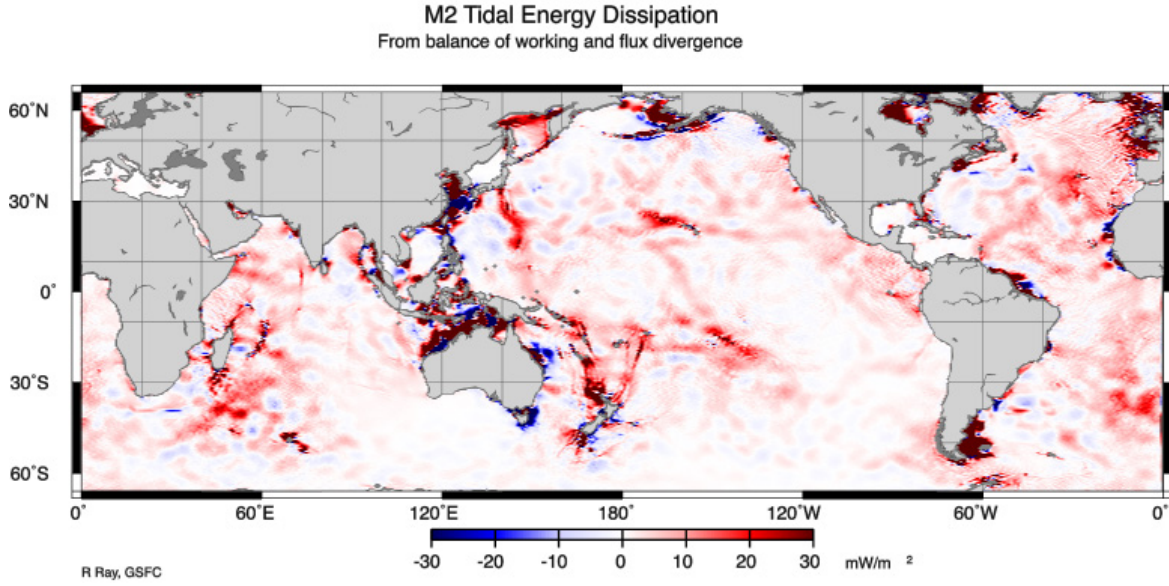 M2 Tidal Energy Dissipation
From balance of working and flux divergence
60˚N
30˚N
0˚
30˚S
60˚S
0˚ 60˚E 120˚E 180˚ 120˚W 60˚W 0˚
-30 -20 -10 0 10 20 30 mW/m ²
R Ray, GSFC